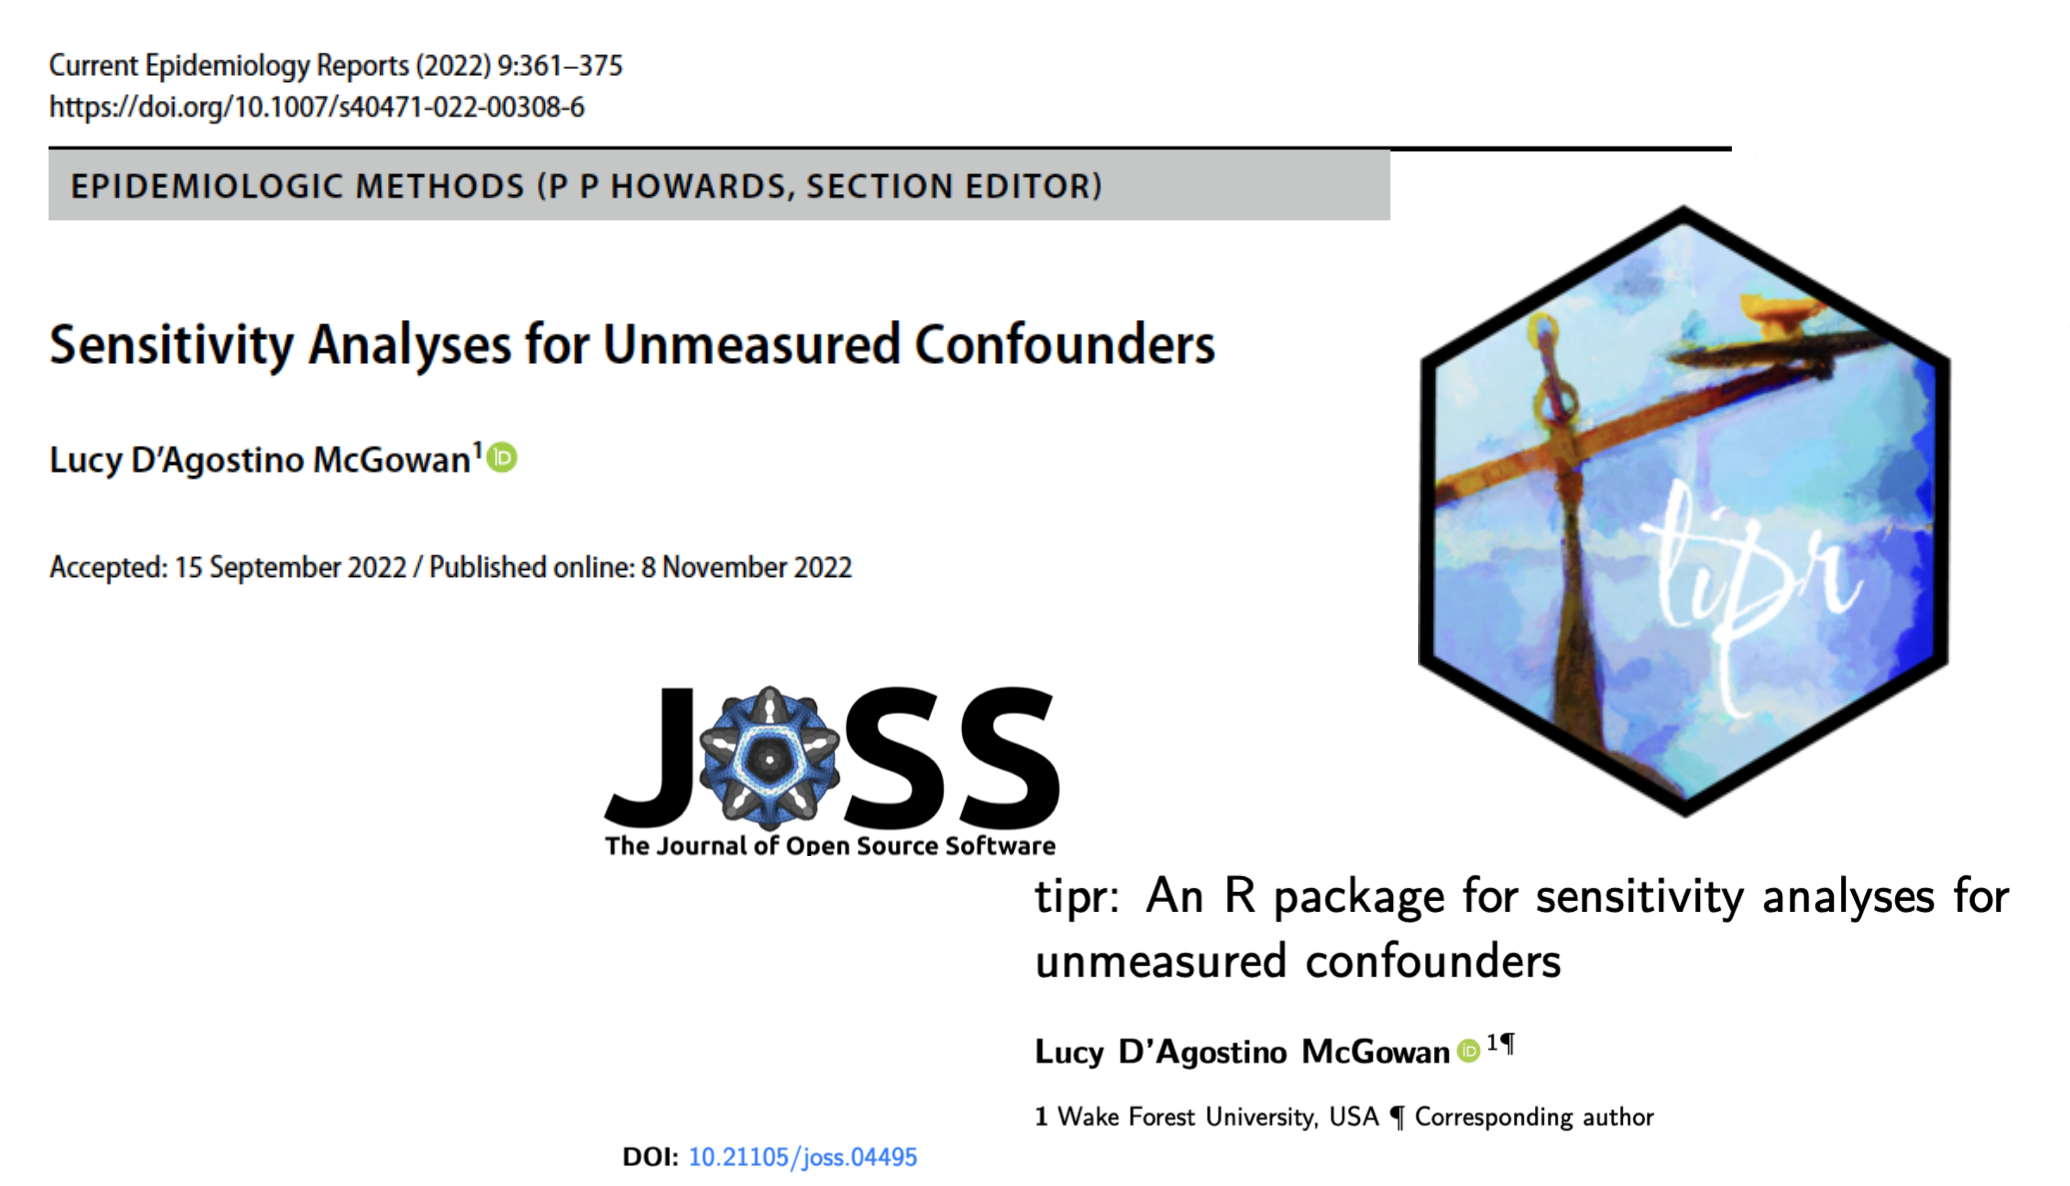 Current Epidemiology Reports (2022) 9:361–375
https://doi.org/10.1007/s40471-022-00308-6
EPIDEMIOLOGIC METHODS (P P HOWARDS, SECTION EDITOR)
Sensitivity Analyses for Unmeasured Confounders
Lucy D'Agostino McGowan¹ iD
Accepted: 15 September 2022 / Published online: 8 November 2022
tipr
JOSS
The Journal of Open Source Software
tipr: An R package for sensitivity analyses for
unmeasured confounders
Lucy D'Agostino McGowan iD 1¶
1 Wake Forest University, USA ¶ Corresponding author
DOI: 10.21105/joss.04495